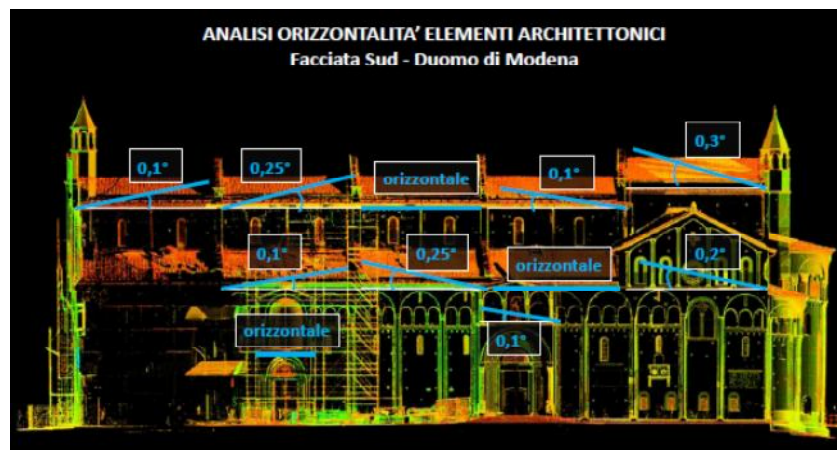 ANALISI ORIZZONTALITA’ ELEMENTI ARCHITETTONICI
Facciata Sud - Duomo di Modena
0,1°
0,25°
orizzontale
0,1°
0,3°
0,1°
0,25°
orizzontale
0,2°
orizzontale
0,1°